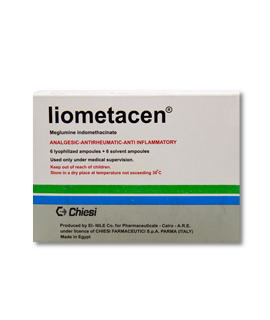 liometacen®
Meglumine indomethacinate
ANALGESIC-ANTIRHEUMATIC-ANTI INFLAMMATORY
6 lyophilized ampoules + 6 solvent ampoules
Used only under medical supervision.
Keep out of reach of children.
Store in a dry place at temperature not exceeding 30°C
Chiesi
Produced by El- NILE Co. for Pharmaceuticals - Cairo - A.R.E.
under licence of CHIESI FARMACEUTICI S.p.A. PARMA (ITALY)
Made in Egypt